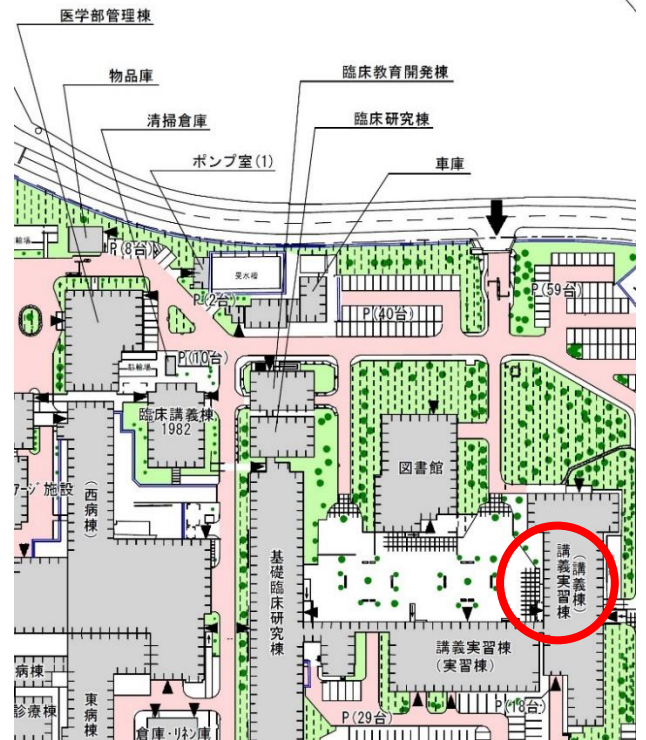 医学部管理棟
物品庫
臨床教育開発棟
清掃倉庫
臨床研究棟
ポンプ室(1)
車庫
P(8台)
受水槽
P(2台)
P(59台)
P(40台)
P(10台)
駐輪場
臨床講義棟
1982
図書館
施設
(西病棟)
基礎臨床研究棟
講義実習棟
(講義棟)
講義実習棟
(実習棟)
病棟
診療棟
東病棟
倉庫・リネン庫
P(29台)
P(18台)